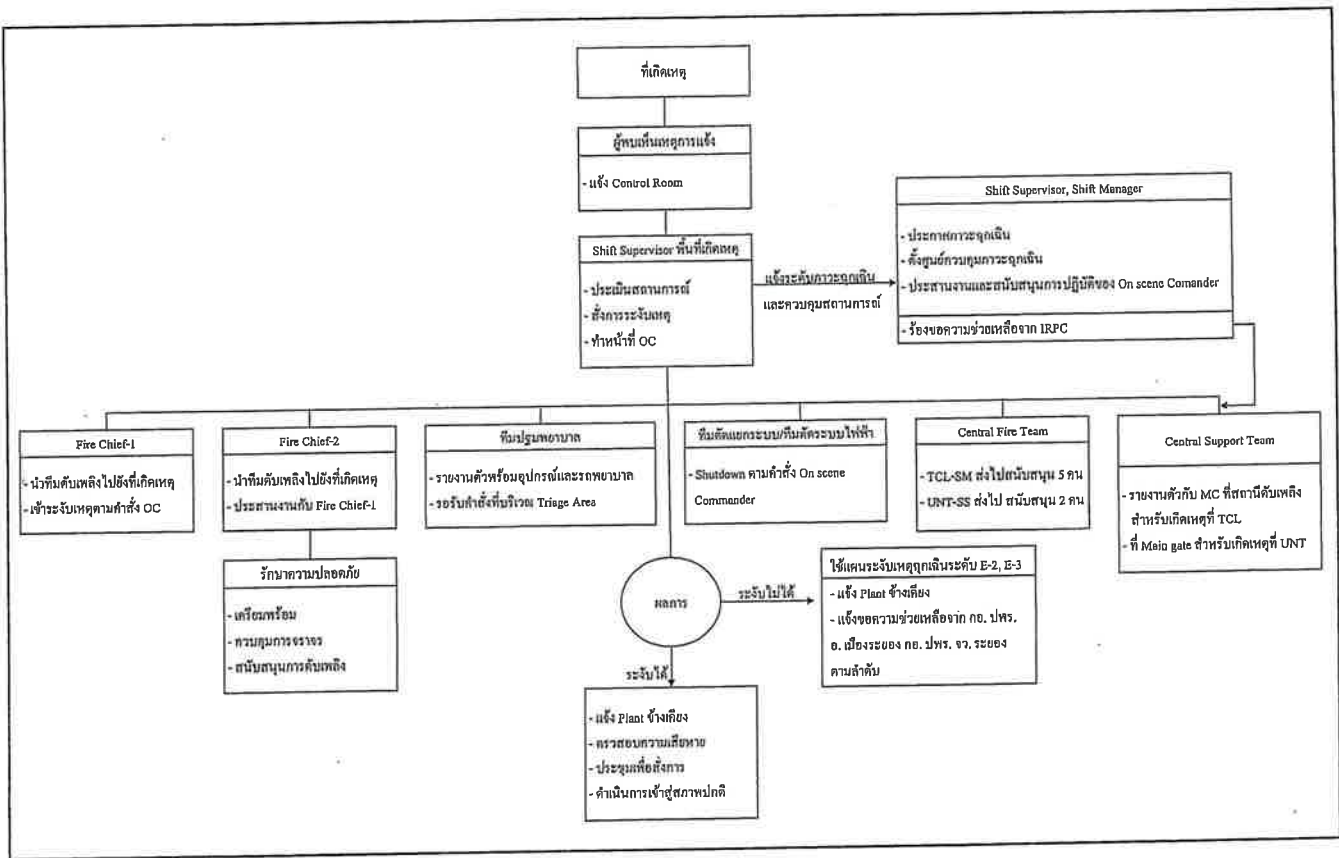 ที่เกิดเหตุ
ผู้พบเห็นเหตุการแจ้ง
- แจ้ง Control Room
Shift Supervisor พื้นที่เกิดเหตุ
- ประเมินสถานการณ์
- สั่งการระงับเหตุ
- ทำหน้าที่ OC
แจ้งระดับภาวะฉุกเฉิน
และควบคุมสถานการณ์
Shift Supervisor, Shift Manager
- ประกาศภาวะฉุกเฉิน
- ตั้งศูนย์ควบคุมภาวะฉุกเฉิน
- ประสานงานและสนับสนุนการปฏิบัติของ On scene Comander
- ร้องขอความช่วยเหลือจาก IRPC
Fire Chief-1
- นำทีมดับเพลิงไปยังที่เกิดเหตุ
- เข้าระงับเหตุตามคำสั่ง OC
Fire Chief-2
- นำทีมดับเพลิงไปยังที่เกิดเหตุ
- ประสานงานกับ Fire Chief-1
ทีมปฐมพยาบาล
- รายงานตัวพร้อมอุปกรณ์และรถพยาบาล
- รอรับคำสั่งที่บริเวณ Triage Area
ทีมตัดแยกระบบ/ทีมตัดระบบไฟฟ้า
- Shutdown ตามคำสั่ง On scene
Commander
Central Fire Team
- TCL-SM ส่งไปสนับสนุน 5 คน
- UNT-SS ส่งไป สนับสนุน 2 คน
Central Support Team
- รายงานตัวกับ MC ที่สถานีดับเพลิง
สำหรับเกิดเหตุที่ TCL
- ที่ Main gate สำหรับเกิดเหตุที่ UNT
รักษาความปลอดภัย
- เตรียมพร้อม
- ควบคุมการจราจร
- สนับสนุนการดับเพลิง
ผลการ
ระงับไม่ได้
ใช้แผนระงับเหตุฉุกเฉินระดับ E-2, E-3
- แจ้ง Plant ข้างเคียง
- แจ้งขอความช่วยเหลือจาก กอ. ปพร.
อ. เมืองระยอง กอ. ปพร. จว. ระยอง
ตามลำดับ
ระงับได้
- แจ้ง Plant ข้างเคียง
- ตรวจสอบความเสียหาย
- ประชุมเพื่อสั่งการ
- ดำเนินการเข้าสู่สภาพปกติ